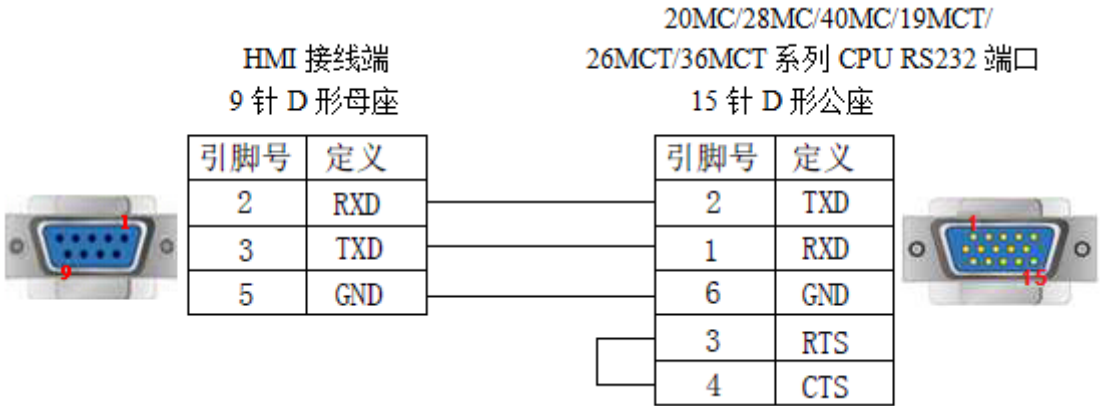 20MC/28MC/40MC/19MCT/
HMI 接线端
26MCT/36MCT 系列 CPU RS232 端口
9 针 D 形母座
15 针 D 形公座
引脚号 定义
2 RXD
3 TXD
5 GND
引脚号 定义
2 TXD
1 RXD
6 GND
3 RTS
4 CTS
1
9
1
15